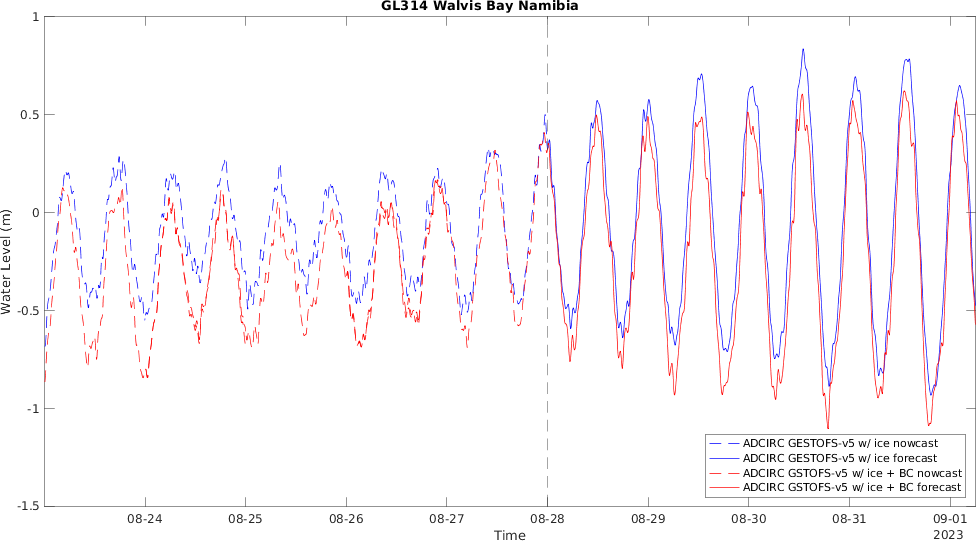 GL314 Walvis Bay Namibia
Water Level (m)
1
0.5
0
-0.5
-1
-1.5
ADCIRC GESTOFS-v5 w/ ice nowcast
ADCIRC GESTOFS-v5 w/ ice forecast
ADCIRC GSTOFS-v5 w/ ice + BC nowcast
ADCIRC GSTOFS-v5 w/ ice + BC forecast
08-24 08-25 08-26 08-27 08-28 08-29 08-30 08-31 09-01
Time 2023